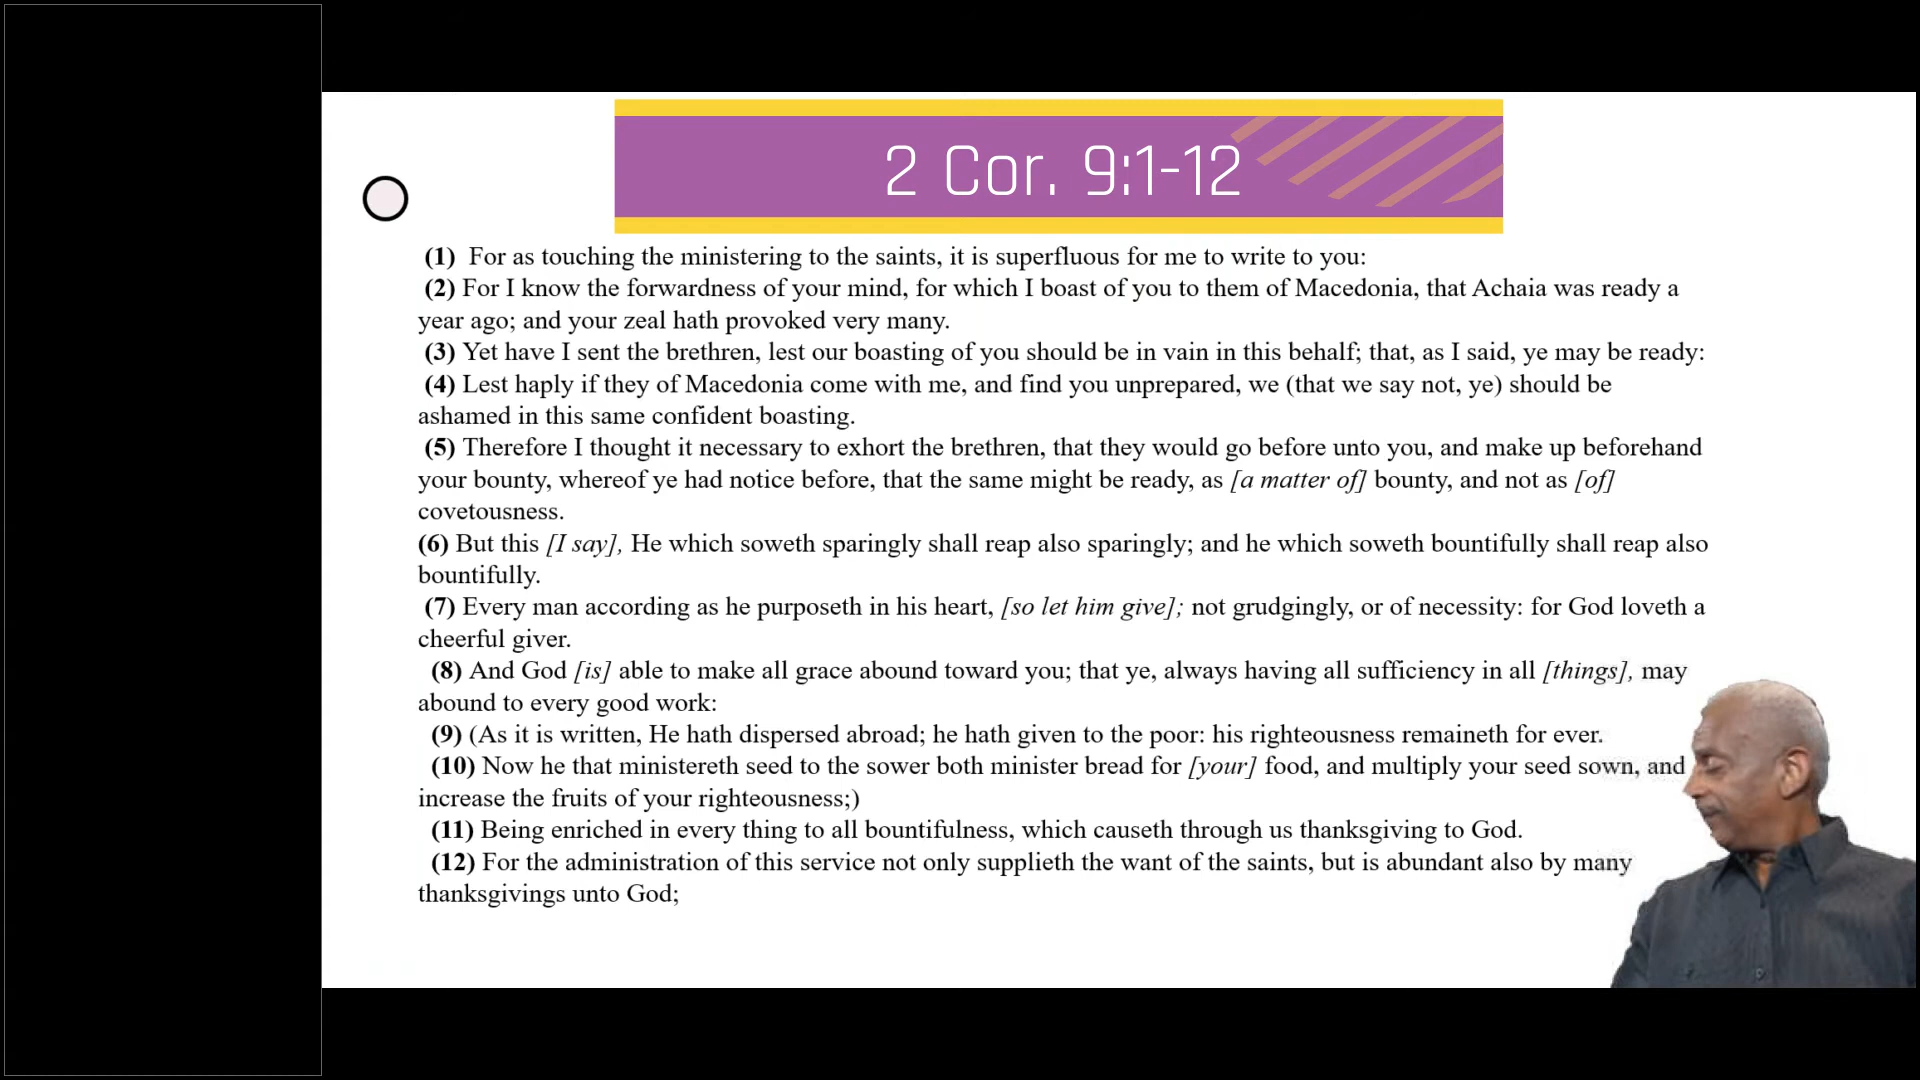 2 Cor. 9:1-12
(1) For as touching the ministering to the saints, it is superfluous for me to write to you:
(2) For I know the forwardness of your mind, for which I boast of you to them of Macedonia, that Achaia was ready a
year ago; and your zeal hath provoked very many.
(3) Yet have I sent the brethren, lest our boasting of you should be in vain in this behalf; that, as I said, ye may be ready:
(4) Lest haply if they of Macedonia come with me, and find you unprepared, we (that we say not, ye) should be
ashamed in this same confident boasting.
(5) Therefore I thought it necessary to exhort the brethren, that they would go before unto you, and make up beforehand
your bounty, whereof ye had notice before, that the same might be ready, as [a matter of] bounty, and not as [of]
covetousness.
(6) But this [I say], He which soweth sparingly shall reap also sparingly; and he which soweth bountifully shall reap also
bountifully.
(7) Every man according as he purposeth in his heart, [so let him give]; not grudgingly, or of necessity: for God loveth a
cheerful giver.
(8) And God [is] able to make all grace abound toward you; that ye, always having all sufficiency in all [things], may
abound to every good work:
(9) (As it is written, He hath dispersed abroad; he hath given to the poor: his righteousness remaineth for ever.
(10) Now he that ministereth seed to the sower both minister bread for [your] food, and multiply your seed sown, and
increase the fruits of your righteousness;)
(11) Being enriched in every thing to all bountifulness, which causeth through us thanksgiving to God.
(12) For the administration of this service not only supplieth the want of the saints, but is abundant also by many
thanksgivings unto God;